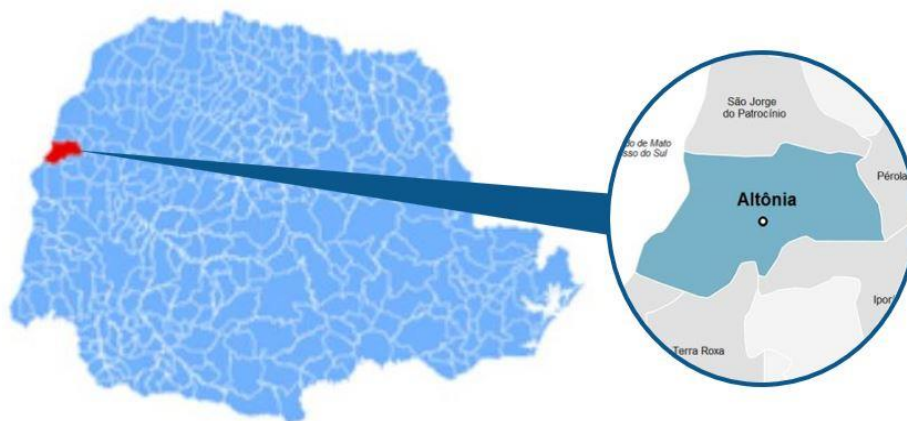 São Jorge
do Patrocínio
do de Mato
sso do Sul
Pérola
Altônia
Ipor
Terra Roxa